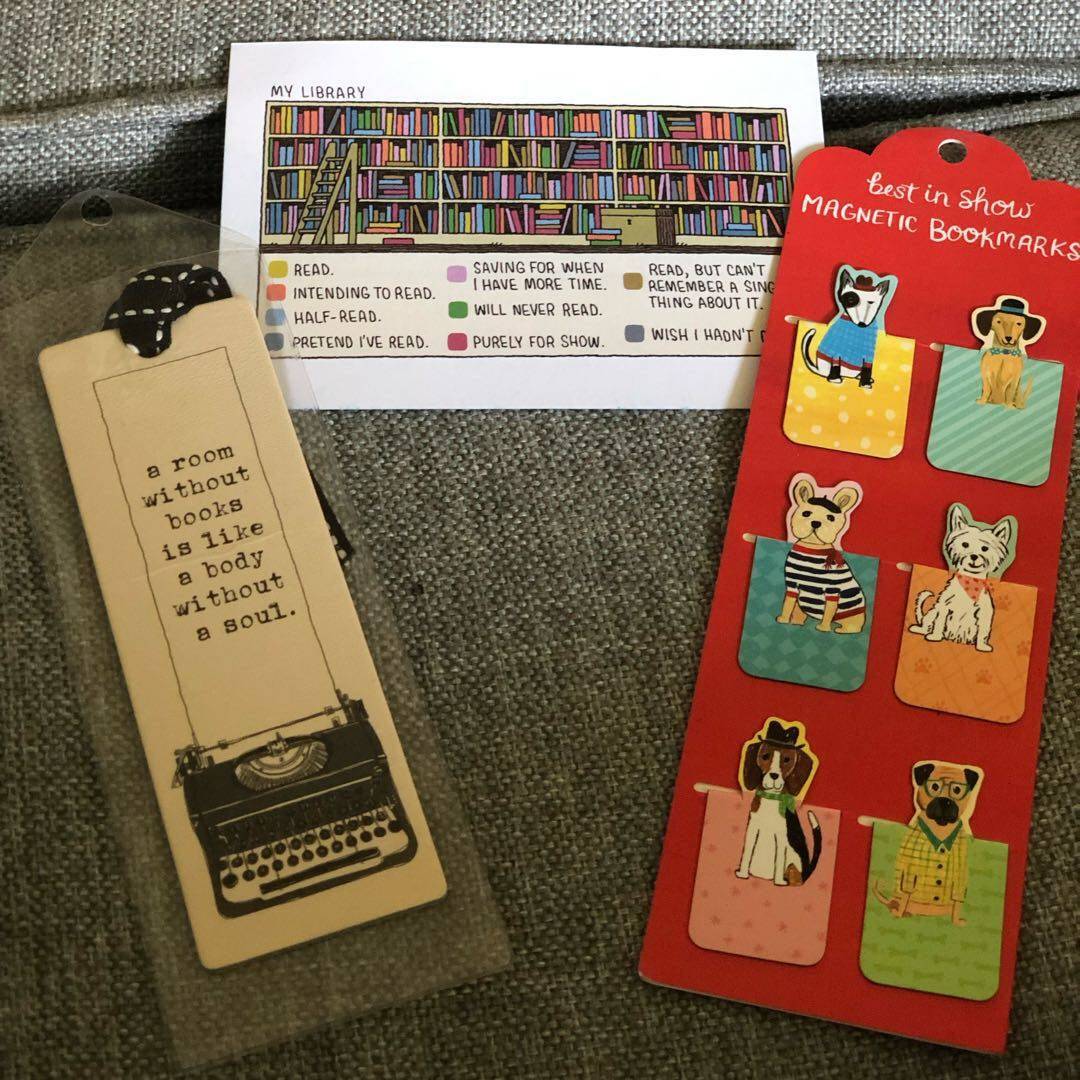 MY LIBRARY
READ.
INTENDING TO READ.
HALF-READ.
PRETEND I'VE READ.
SAVING FOR WHEN
I HAVE MORE TIME.
WILL NEVER READ.
PURELY FOR SHOW.
READ, BUT CAN'T
REMEMBER A
THING ABOUT IT.
WISH I HADN'T
best in show
MAGNETIC BOOKMARKS
a room
without
books
is like
a body
without
a soul.